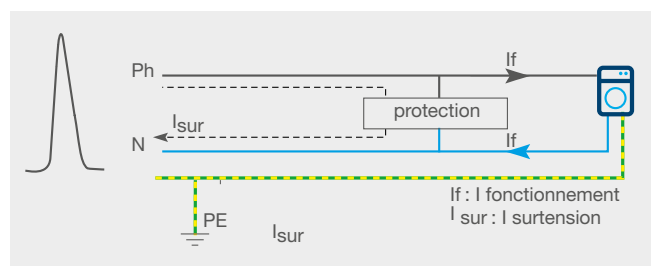 If
Ph
protection
Isur
N
If
If : I fonctionnement
I sur : I surtension
PE
Isur